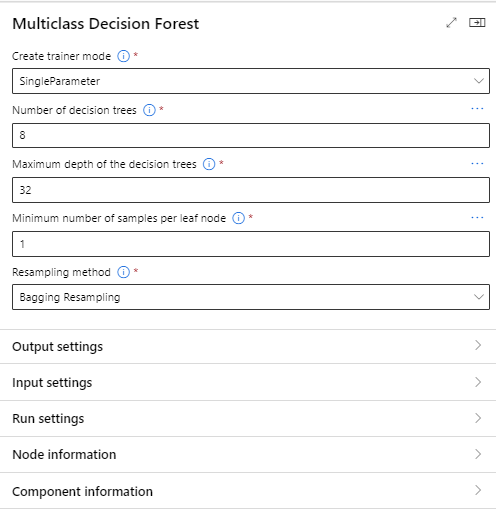 Multiclass Decision Forest
Create trainer mode *
SingleParameter
Number of decision trees *
8
Maximum depth of the decision trees *
32
Minimum number of samples per leaf node *
1
Resampling method *
Bagging Resampling
Output settings
Input settings
Run settings
Node information
Component information